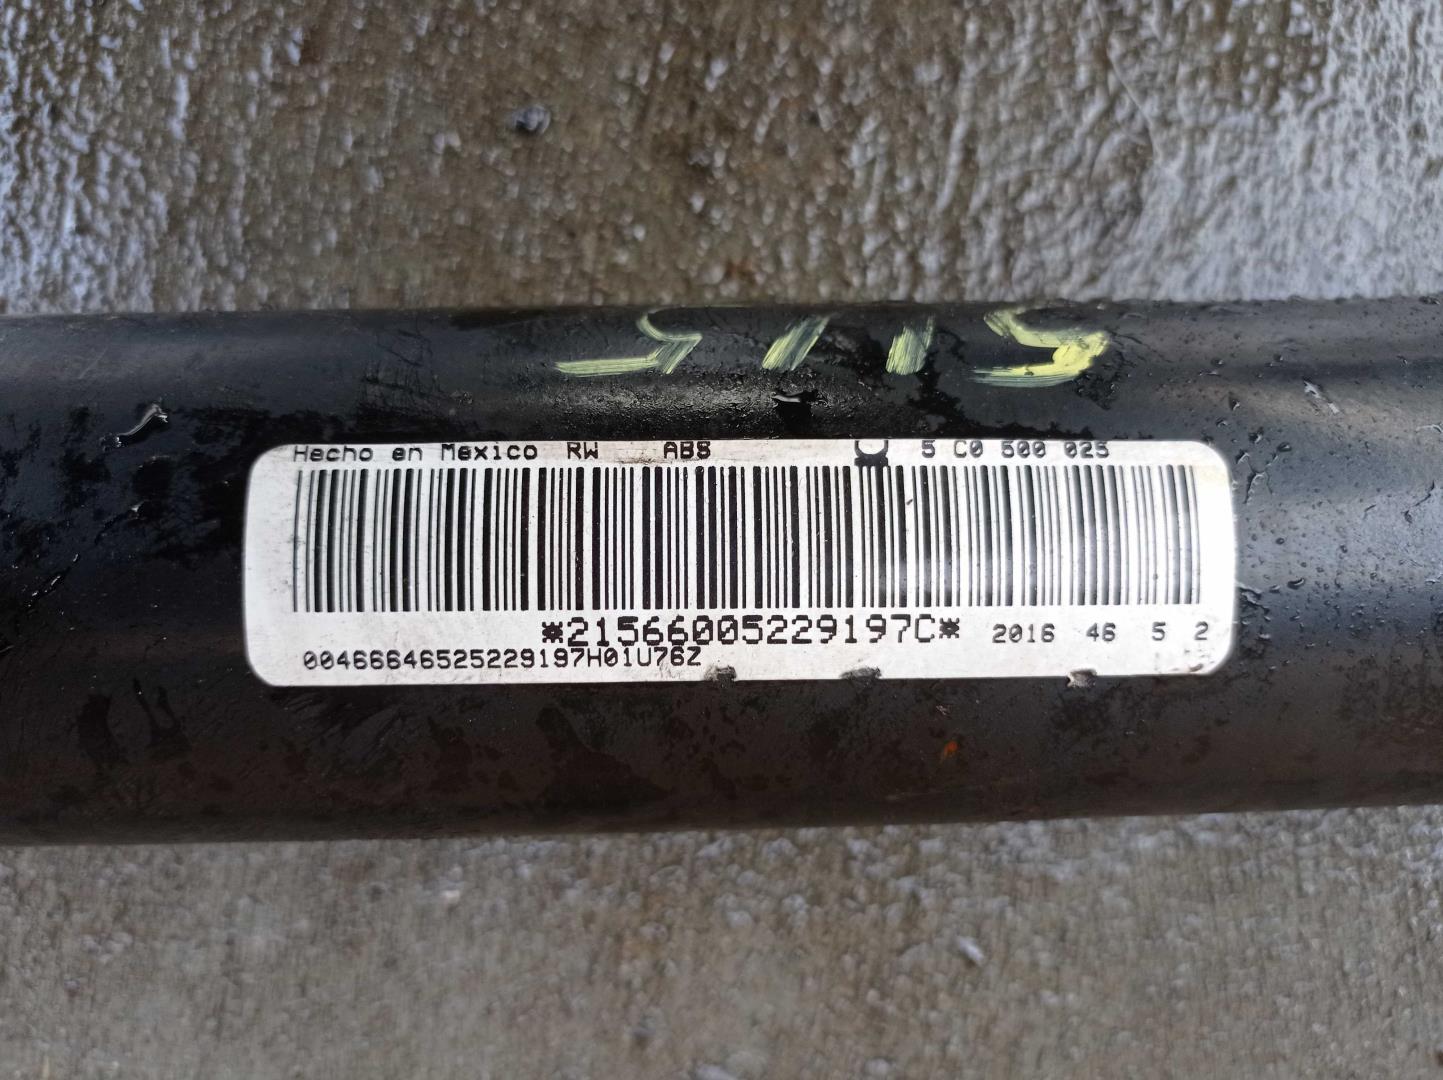 Hecho en Mexico RW ABS 5 C0 500 025
*21566005229197C* 2016 46 5 2
00466646525229197H01U76Z